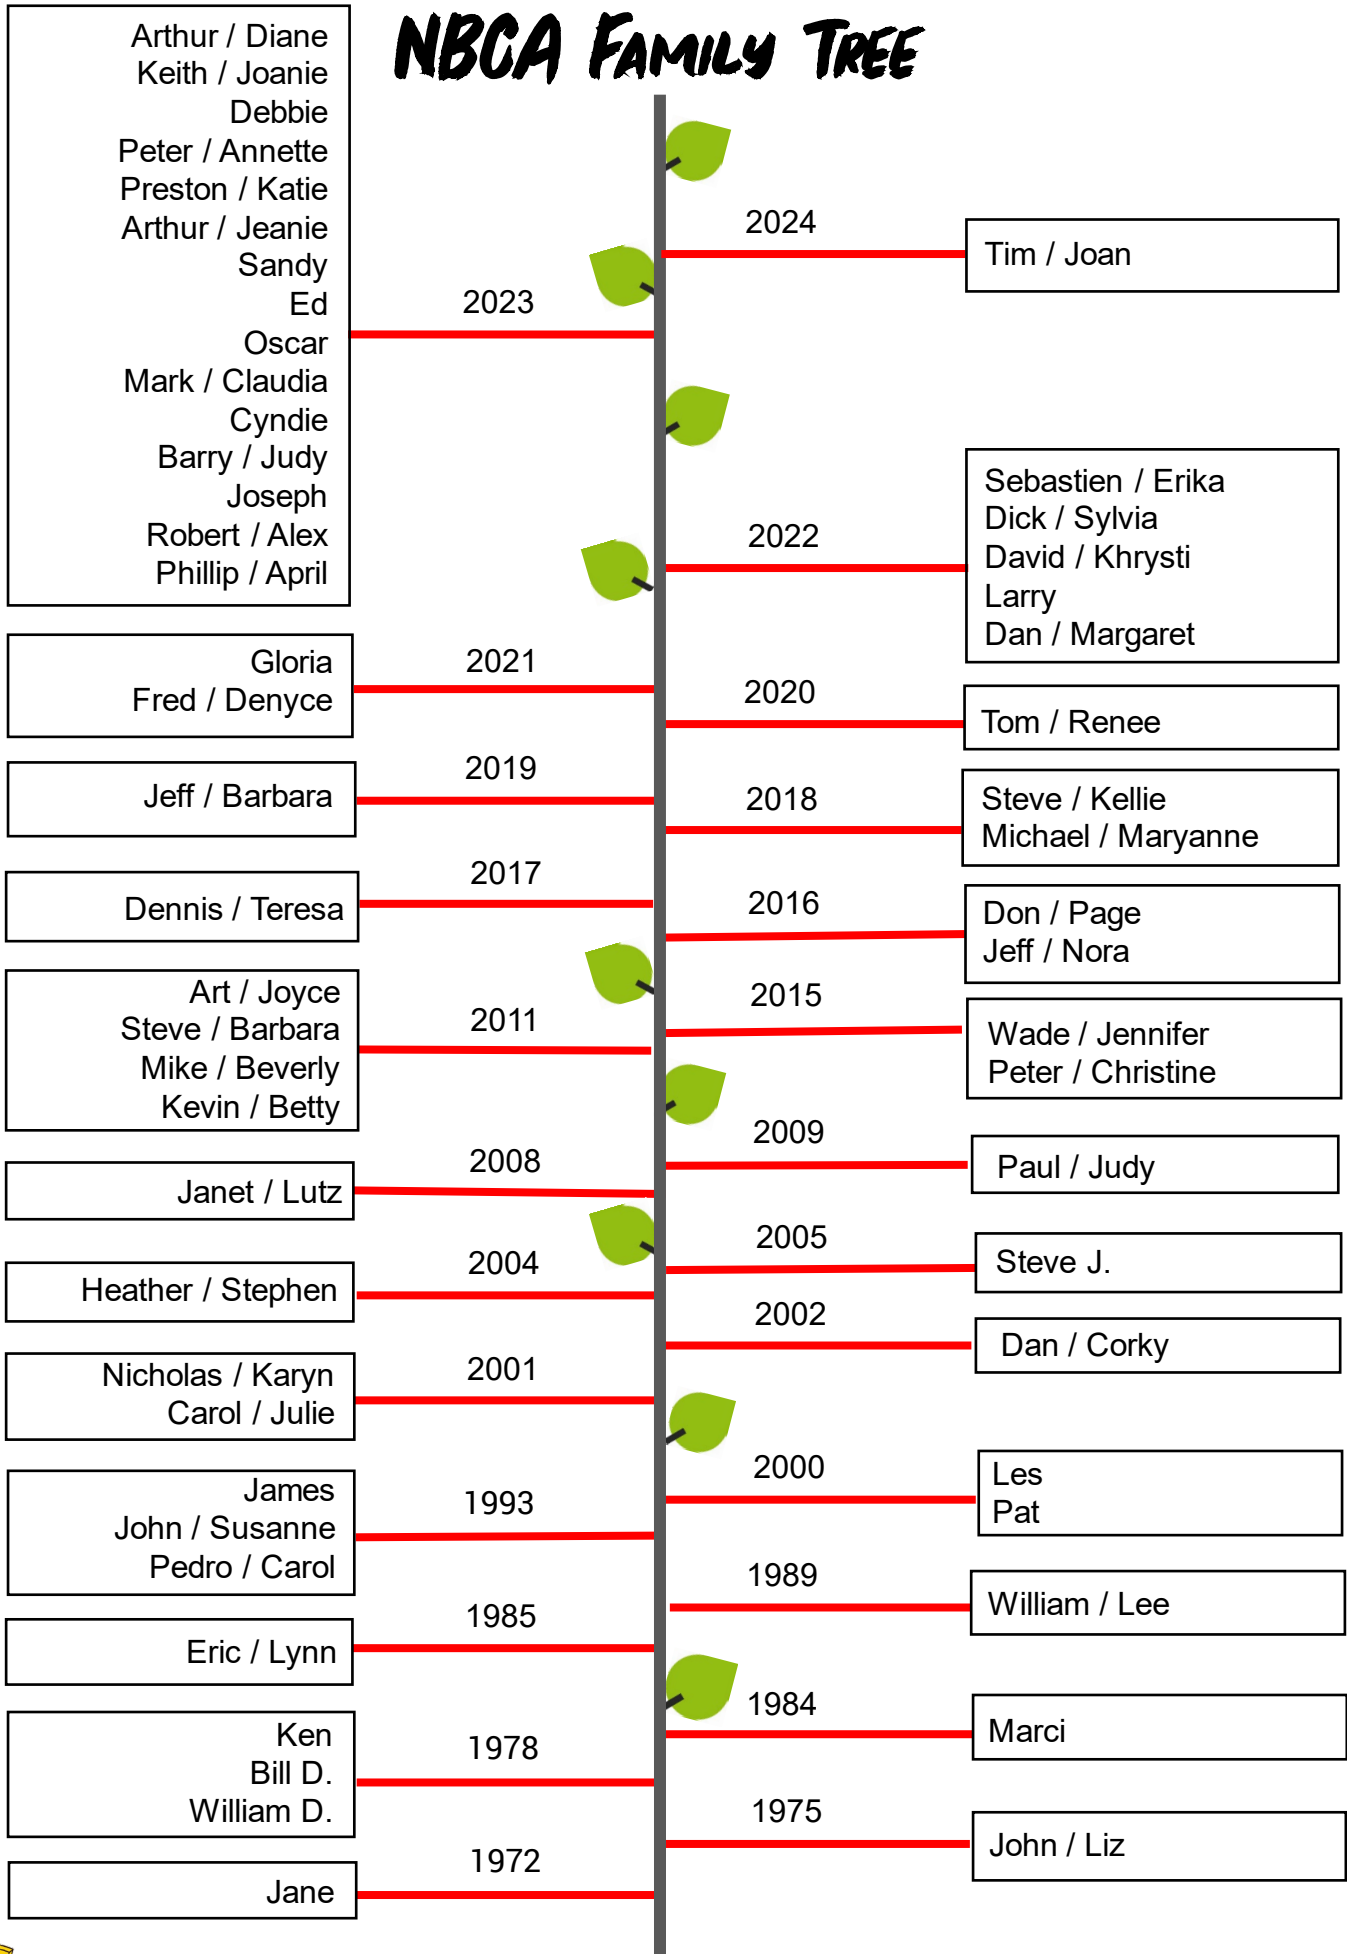 NBCA Family Tree
2024
Tim / Joan
2023
Arthur / Diane
Keith / Joanie
Debbie
Peter / Annette
Preston / Katie
Arthur / Jeanie
Sandy
Ed
Oscar
Mark / Claudia
Cyndie
Barry / Judy
Joseph
Robert / Alex
Phillip / April
2022
Sebastien / Erika
Dick / Sylvia
David / Khrysti
Larry
Dan / Margaret
2021
Gloria
Fred / Denyce
2020
Tom / Renee
2019
Jeff / Barbara
2018
Steve / Kellie
Michael / Maryanne
2017
Dennis / Teresa
2016
Don / Page
Jeff / Nora
2015
Wade / Jennifer
Peter / Christine
2011
Art / Joyce
Steve / Barbara
Mike / Beverly
Kevin / Betty
2009
Paul / Judy
2008
Janet / Lutz
2005
Steve J.
2004
Heather / Stephen
2002
Dan / Corky
2001
Nicholas / Karyn
Carol / Julie
2000
Les
Pat
1993
James
John / Susanne
Pedro / Carol
1989
William / Lee
1985
Eric / Lynn
1984
Marci
1978
Ken
Bill D.
William D.
1975
John / Liz
1972
Jane